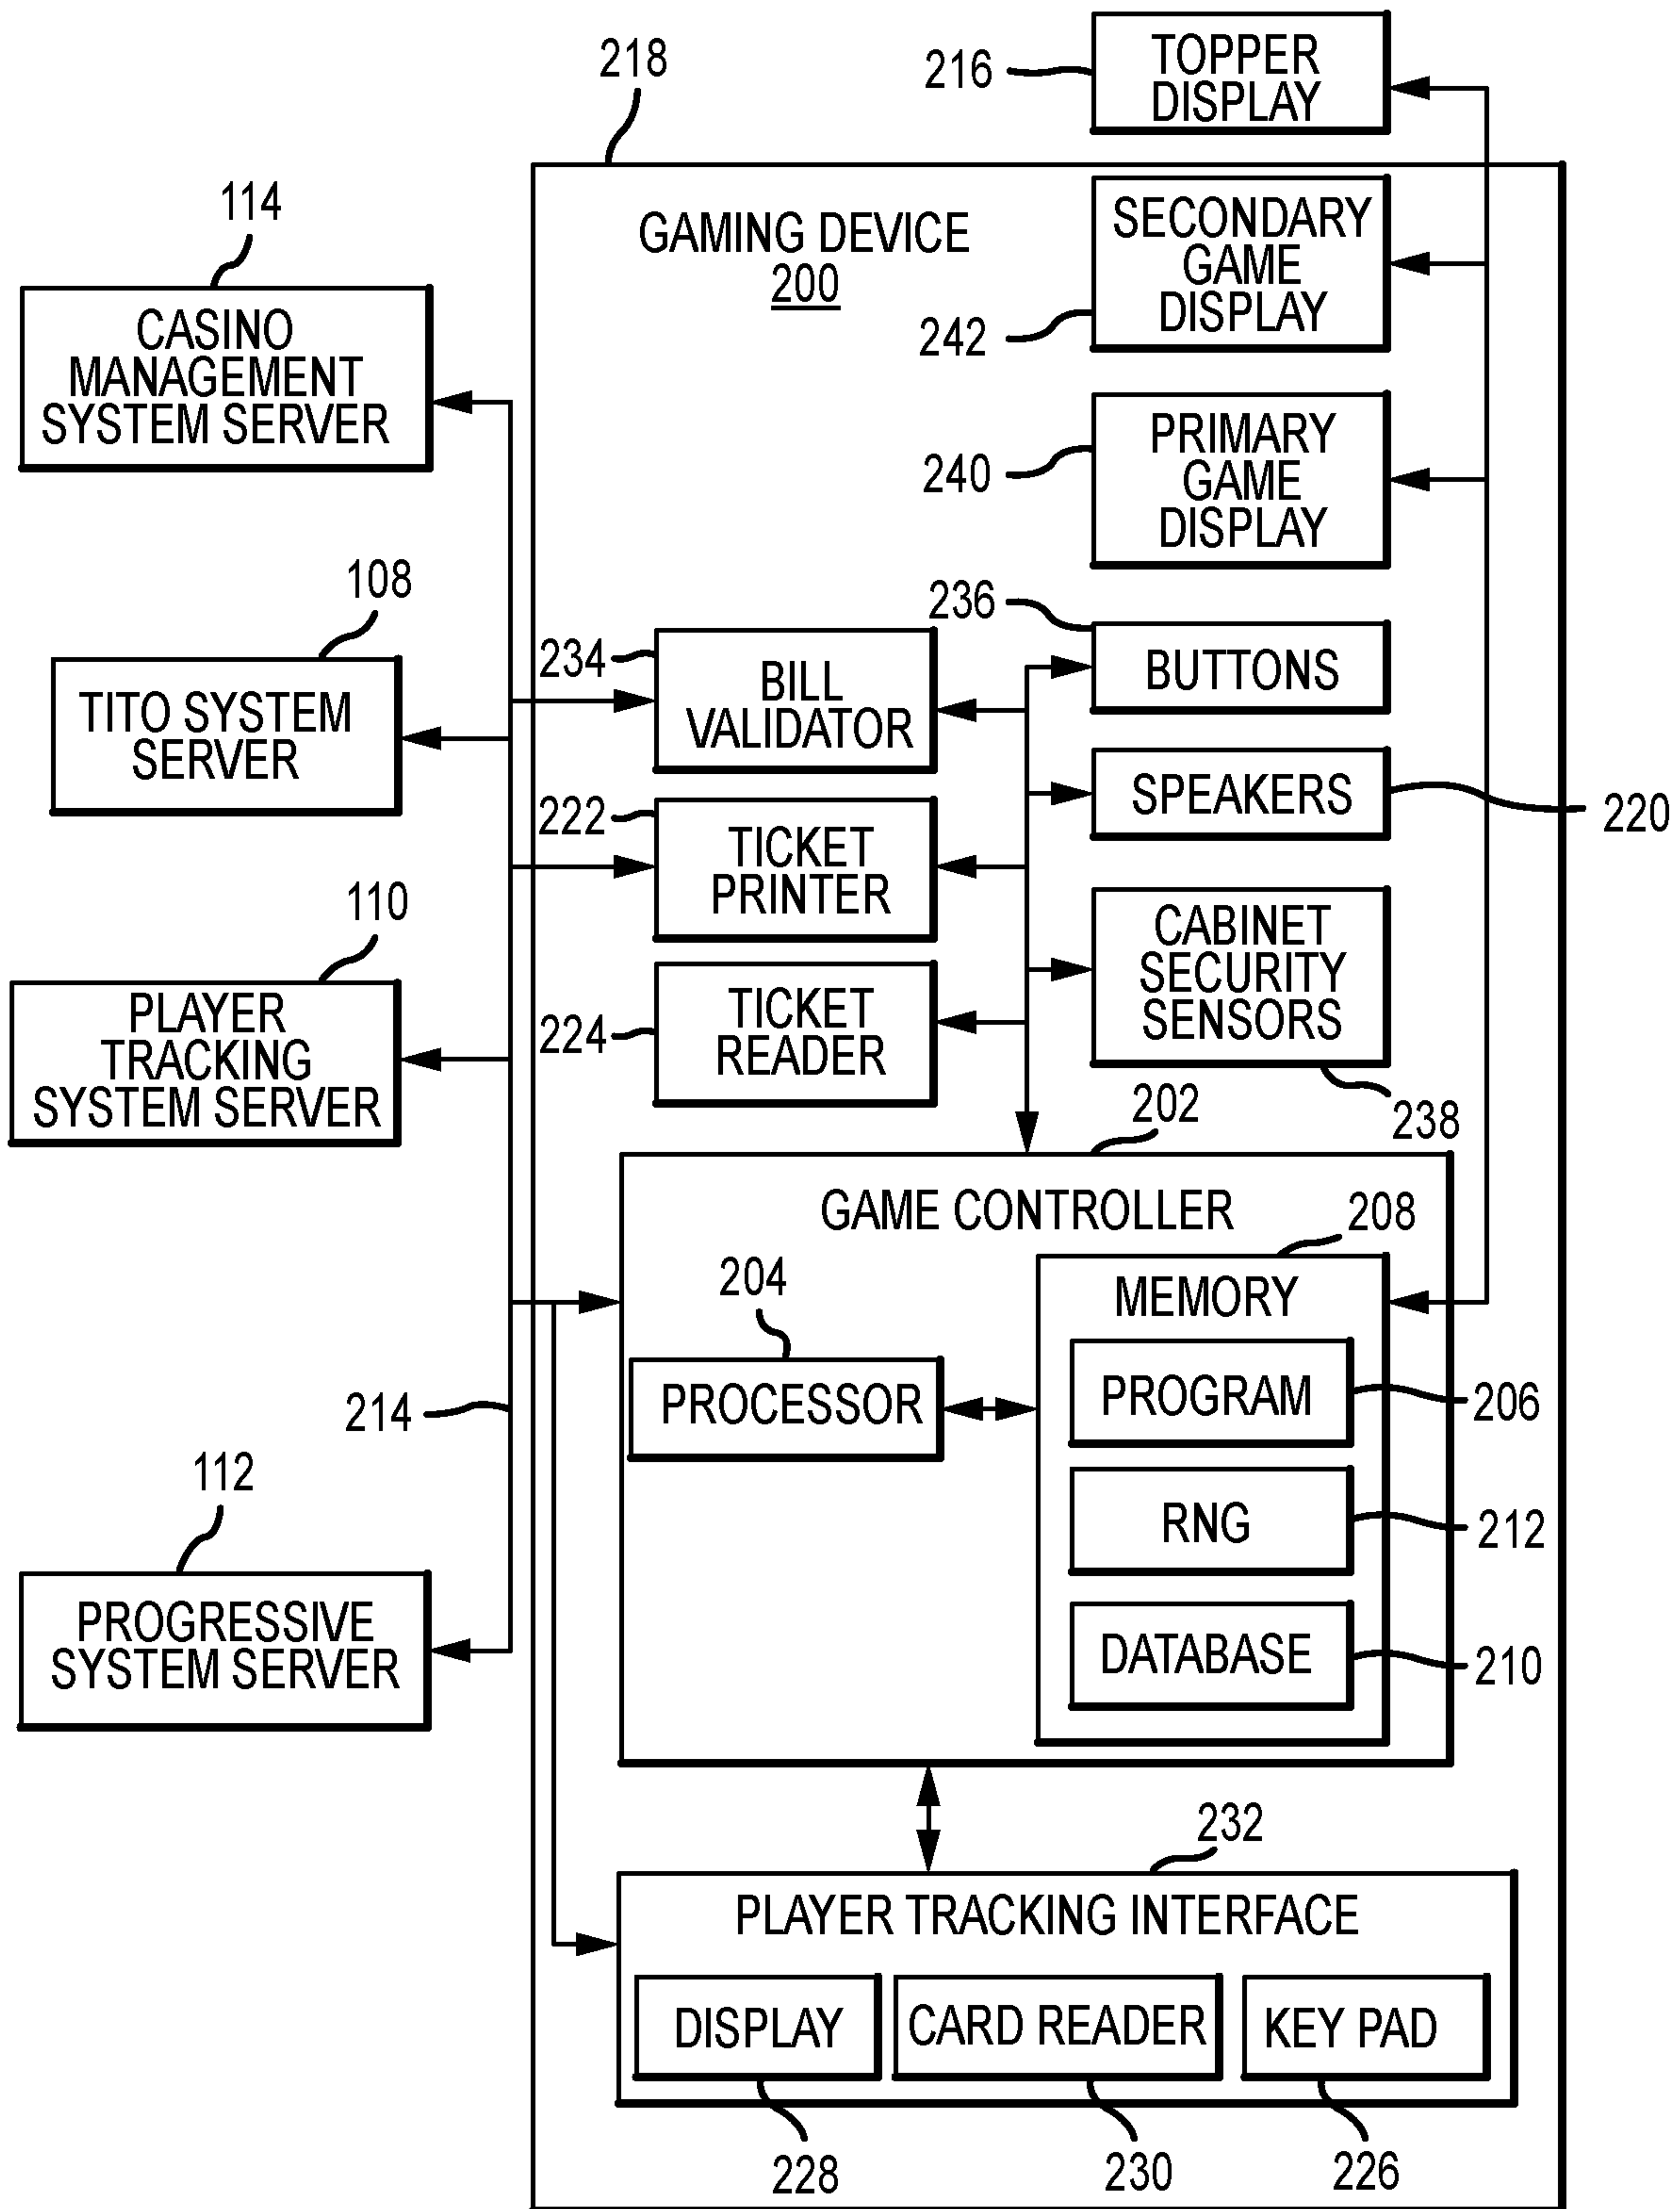 218
216
TOPPER
DISPLAY
114
GAMING DEVICE
200
SECONDARY
GAME
DISPLAY
242
CASINO
MANAGEMENT
SYSTEM SERVER
240
PRIMARY
GAME
DISPLAY
108
236
234
BILL
VALIDATOR
BUTTONS
TITO SYSTEM
SERVER
222
TICKET
PRINTER
SPEAKERS
220
110
CABINET
SECURITY
SENSORS
PLAYER
TRACKING
SYSTEM SERVER
224
TICKET
READER
202
238
GAME CONTROLLER
208
204
MEMORY
PROCESSOR
PROGRAM
206
214
112
RNG
212
PROGRESSIVE
SYSTEM SERVER
DATABASE
210
232
PLAYER TRACKING INTERFACE
DISPLAY
CARD READER
KEY PAD
228
230
226